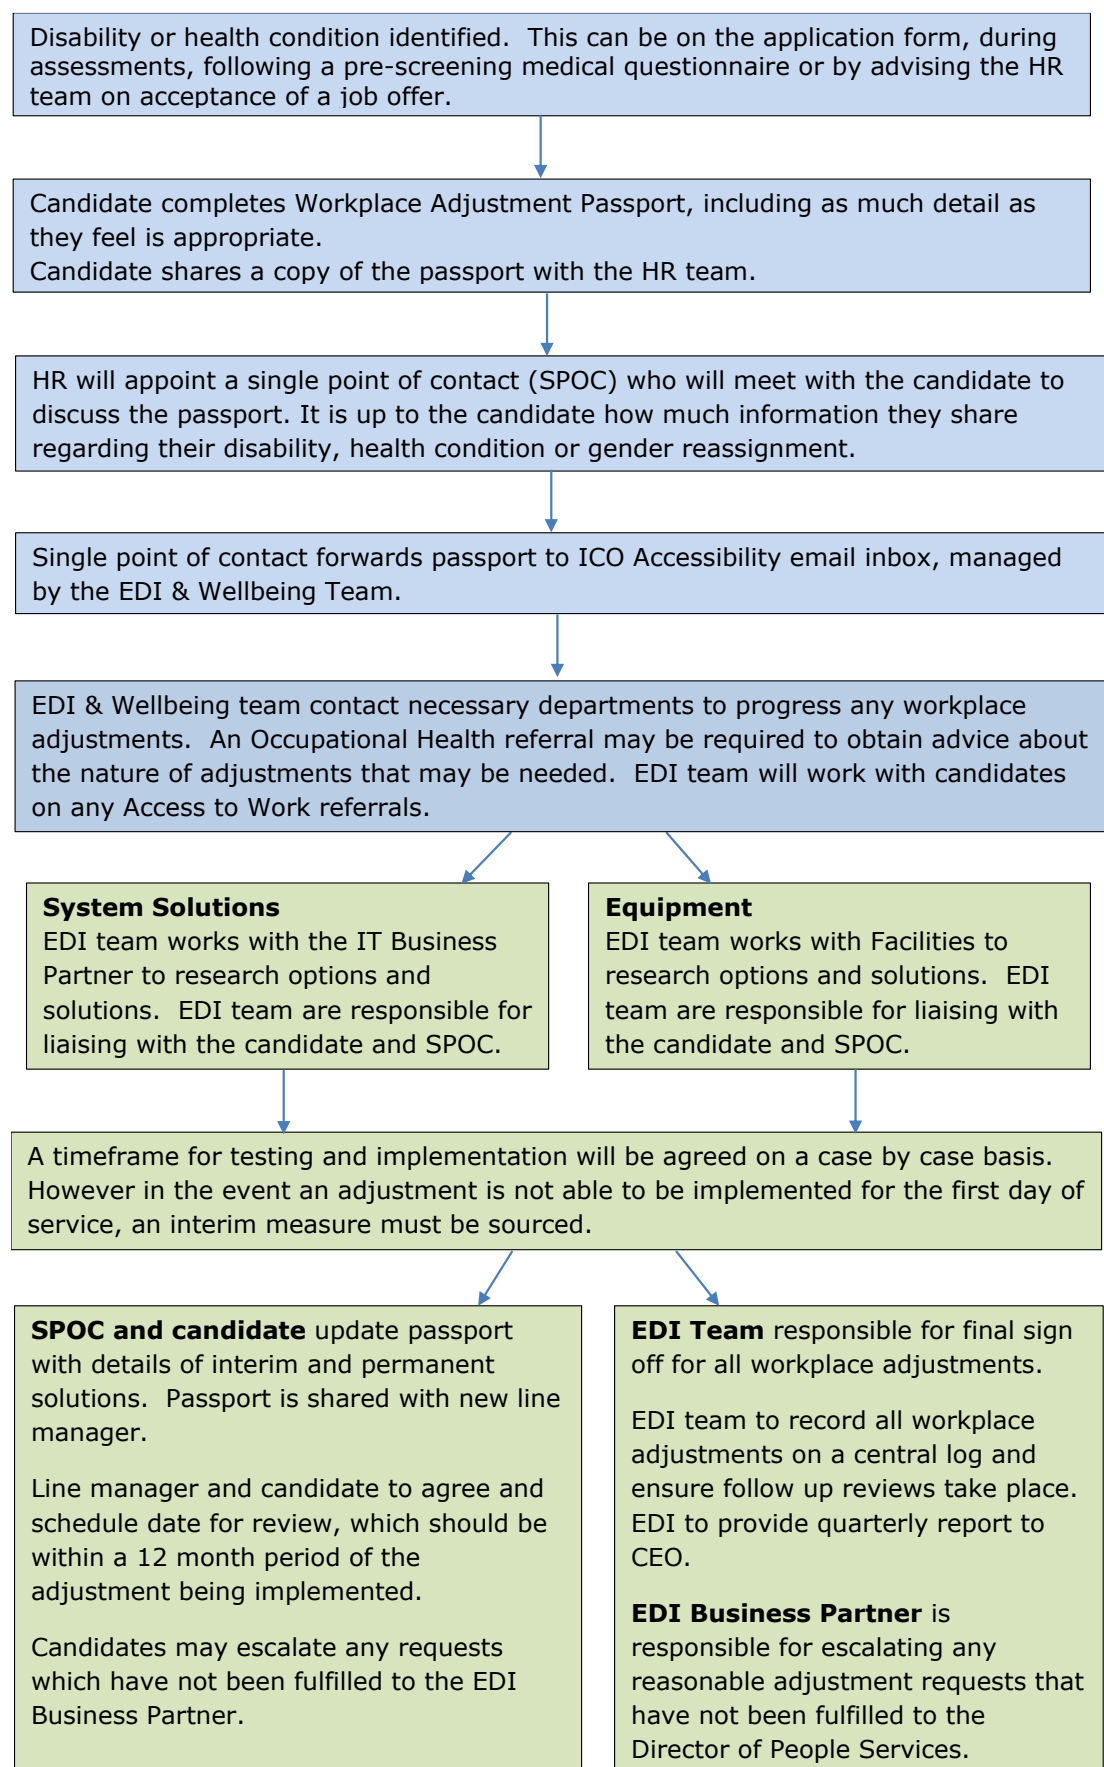 Disability or health condition identified.  This can be on the application form, during
assessments, following a pre-screening medical questionnaire or by advising the HR
team on acceptance of a job offer.
Candidate completes Workplace Adjustment Passport, including as much detail as
they feel is appropriate.
Candidate shares a copy of the passport with the HR team.
HR will appoint a single point of contact (SPOC) who will meet with the candidate to
discuss the passport. It is up to the candidate how much information they share
regarding their disability, health condition or gender reassignment.
Single point of contact forwards passport to ICO Accessibility email inbox, managed
by the EDI & Wellbeing Team.
EDI & Wellbeing team contact necessary departments to progress any workplace
adjustments.  An Occupational Health referral may be required to obtain advice about
the nature of adjustments that may be needed.  EDI team will work with candidates
on any Access to Work referrals.
System Solutions
EDI team works with the IT Business
Partner to research options and
solutions.  EDI team are responsible for
liaising with the candidate and SPOC.
Equipment
EDI team works with Facilities to
research options and solutions.  EDI
team are responsible for liaising with
the candidate and SPOC.
A timeframe for testing and implementation will be agreed on a case by case basis.
However in the event an adjustment is not able to be implemented for the first day of
service, an interim measure must be sourced.
SPOC and candidate update passport
with details of interim and permanent
solutions.  Passport is shared with new line
manager.
Line manager and candidate to agree and
schedule date for review, which should be
within a 12 month period of the
adjustment being implemented.
Candidates may escalate any requests
which have not been fulfilled to the EDI
Business Partner.
EDI Team responsible for final sign
off for all workplace adjustments.
EDI team to record all workplace
adjustments on a central log and
ensure follow up reviews take place.
EDI to provide quarterly report to
CEO.
EDI Business Partner is
responsible for escalating any
reasonable adjustment requests that
have not been fulfilled to the
Director of People Services.